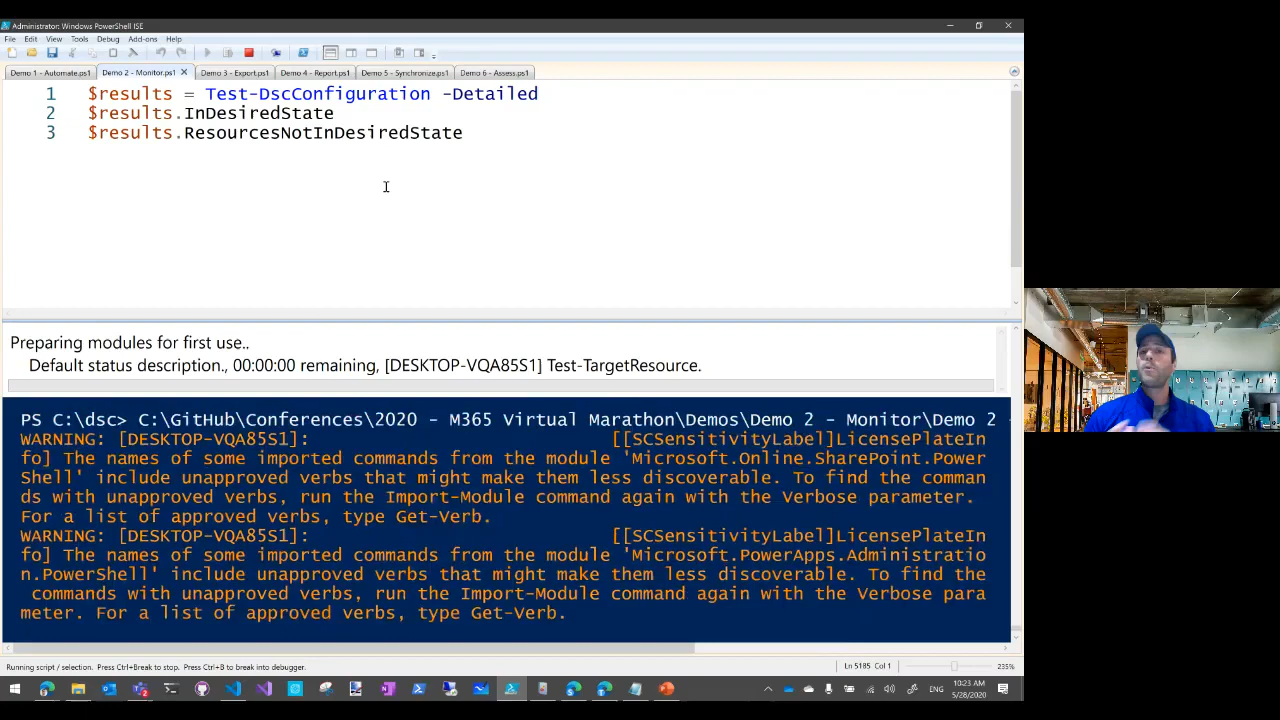 Administrator: Windows PowerShell ISE
File Edit View Tools Debug Add-ons Help
Demo 1 - Automate.ps1 Demo 2 - Monitor.ps1 Demo 3 - Export.ps1 Demo 4 - Report.ps1 Demo 5 - Synchronize.ps1 Demo 6 - Assess.ps1
1 $results = Test-DscConfiguration -Detailed
2 $results.InDesiredState
3 $results.ResourcesNotInDesiredState
Preparing modules for first use..
Default status description., 00:00:00 remaining, [DESKTOP-VQA85S1] Test-TargetResource.
PS C:\dsc> C:\GitHub\Conferences\2020 - M365 Virtual Marathon\Demos\Demo 2 - Monitor\Demo 2 -
WARNING: [DESKTOP-VQA85S1]: [[SCSensitivityLabel]LicensePlateIn
fo] The names of some imported commands from the module 'Microsoft.Online.SharePoint.Power
Shell' include unapproved verbs that might make them less discoverable. To find the comman
ds with unapproved verbs, run the Import-Module command again with the Verbose parameter.
For a list of approved verbs, type Get-Verb.
WARNING: [DESKTOP-VQA85S1]: [[SCSensitivityLabel]LicensePlateIn
fo] The names of some imported commands from the module 'Microsoft.PowerApps.Administratio
n.PowerShell' include unapproved verbs that might make them less discoverable. To find the
commands with unapproved verbs, run the Import-Module command again with the Verbose para
meter. For a list of approved verbs, type Get-Verb.
Running script / selection. Press Ctrl+Break to stop. Press Ctrl+B to break into debugger.
Ln 5185 Col 1
235%
ENG
10:23 AM
5/28/2020